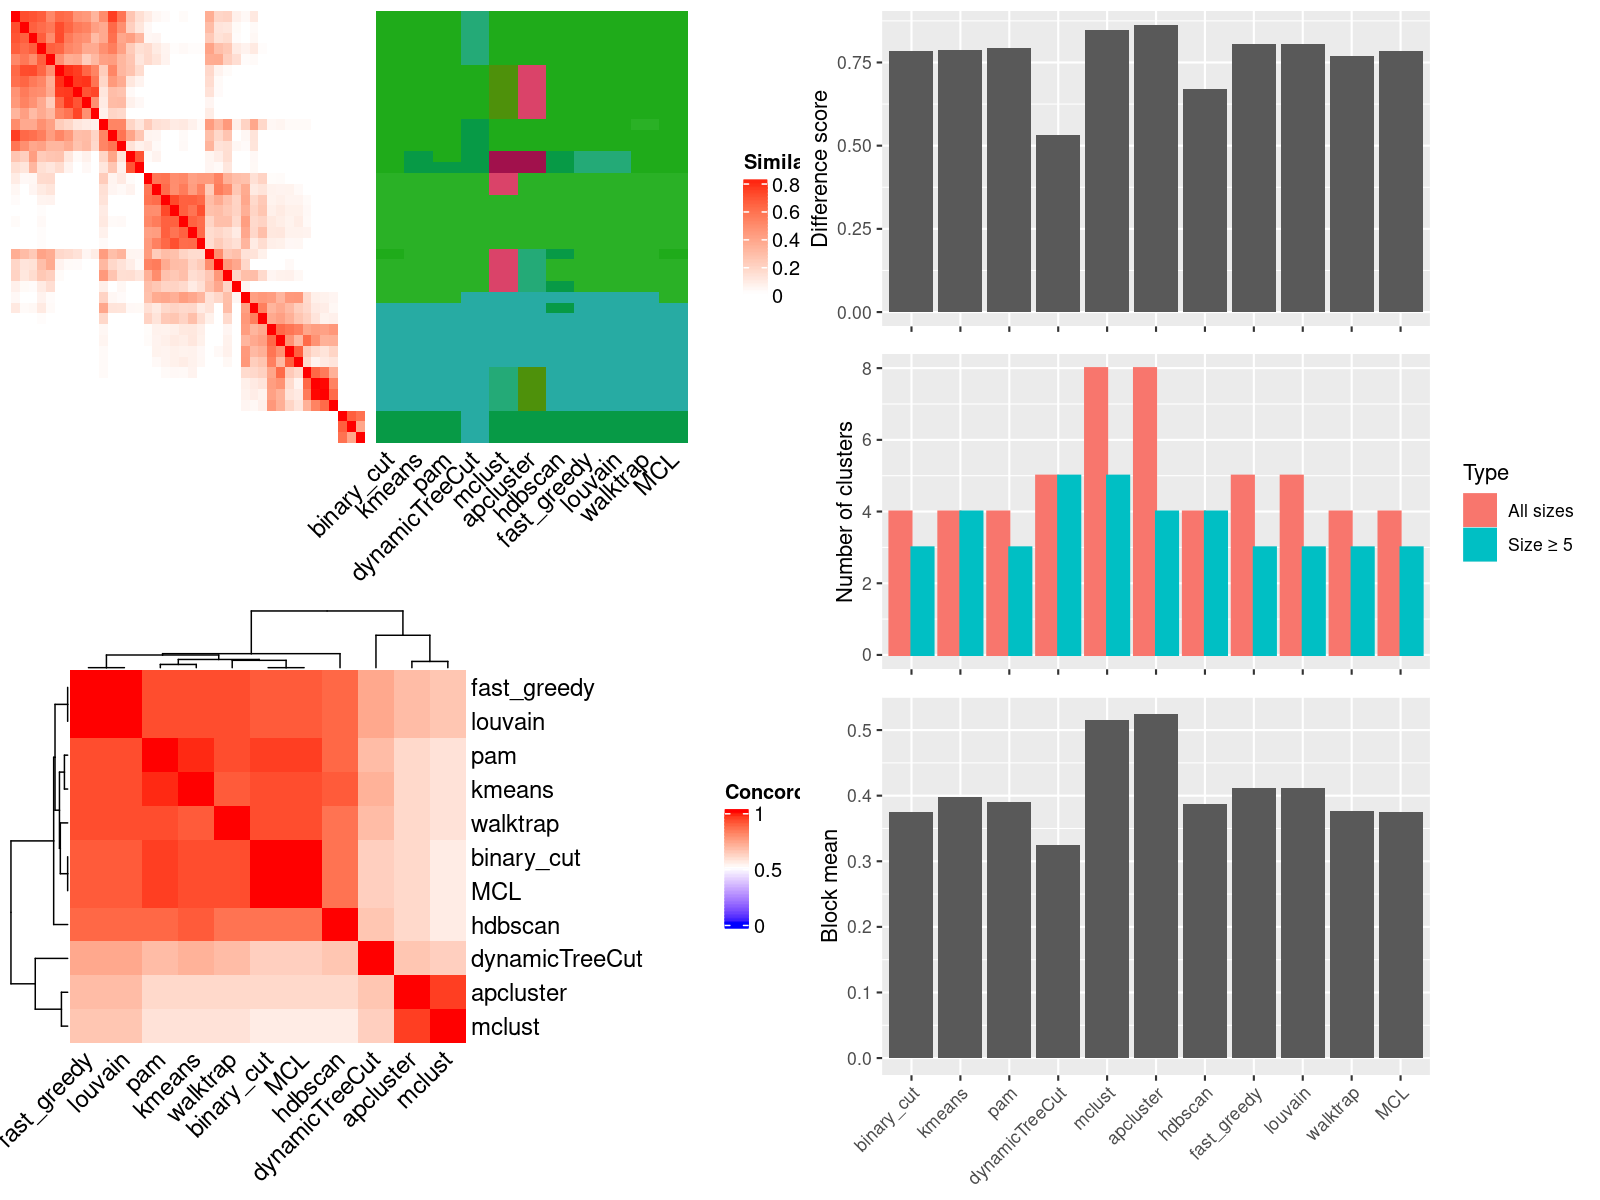 Simila
0.8
0.6
0.4
0.2
0
binary_cut
kmeans
pam
dynamicTreeCut
mclust
apcluster
hdbscan
fast_greedy
louvain
walktrap
MCL
fast_greedy
louvain
pam
kmeans
walktrap
binary_cut
MCL
hdbscan
dynamicTreeCut
apcluster
mclust
fast_greedy
louvain
pam
kmeans
walktrap
binary_cut
MCL
hdbscan
dynamicTreeCut
apcluster
mclust
Concord
1
0.5
0
Difference score
0.75
0.50
0.25
0.00
Number of clusters
8
6
4
2
0
Type
All sizes
Size ≥ 5
Block mean
0.5
0.4
0.3
0.2
0.1
0.0
binary_cut
kmeans
pam
dynamicTreeCut
mclust
apcluster
hdbscan
fast_greedy
louvain
walktrap
MCL